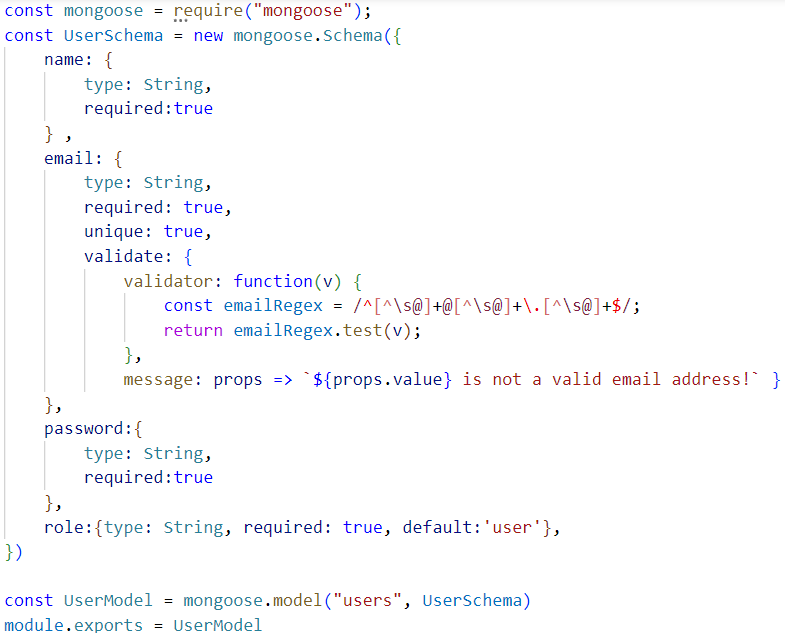 const mongoose = require("mongoose");
const UserSchema = new mongoose.Schema({
    name: {
        type: String,
        required:true
    } ,
    email: {
        type: String,
        required: true,
        unique: true,
        validate: {
            validator: function(v) {
                const emailRegex = /^[^\s@]+@[^\s@]+\.[^\s@]+$/;
                return emailRegex.test(v);
            },
            message: props => `${props.value} is not a valid email address!` }
    },
    password:{
        type: String,
        required:true
    },
    role:{type: String, required: true, default:'user'},
})
const UserModel = mongoose.model("users", UserSchema)
module.exports = UserModel